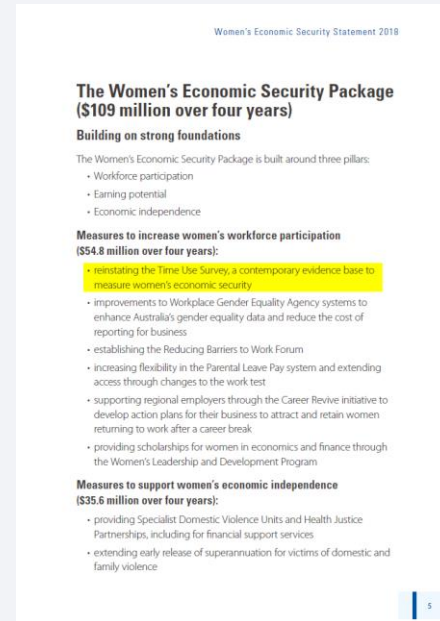 Women's Economic Security Statement 2018
The Women's Economic Security Package
($109 million over four years)
Building on strong foundations
The Women's Economic Security Package is built around three pillars:
• Workforce participation
• Earning potential
• Economic independence
Measures to increase women's workforce participation
($54.8 million over four years):
• reinstating the Time Use Survey, a contemporary evidence base to
measure women's economic security
• improvements to Workplace Gender Equality Agency systems to
enhance Australia's gender equality data and reduce the cost of
reporting for business
• establishing the Reducing Barriers to Work Forum
• increasing flexibility in the Parental Leave Pay system and extending
access through changes to the work test
• supporting regional employers through the Career Revive initiative to
develop action plans for their business to attract and retain women
returning to work after a career break
• providing scholarships for women in economics and finance through
the Women's Leadership and Development Program
Measures to support women's economic independence
($35.6 million over four years):
• providing Specialist Domestic Violence Units and Health Justice
Partnerships, including for financial support services
• extending early release of superannuation for victims of domestic and
family violence
5